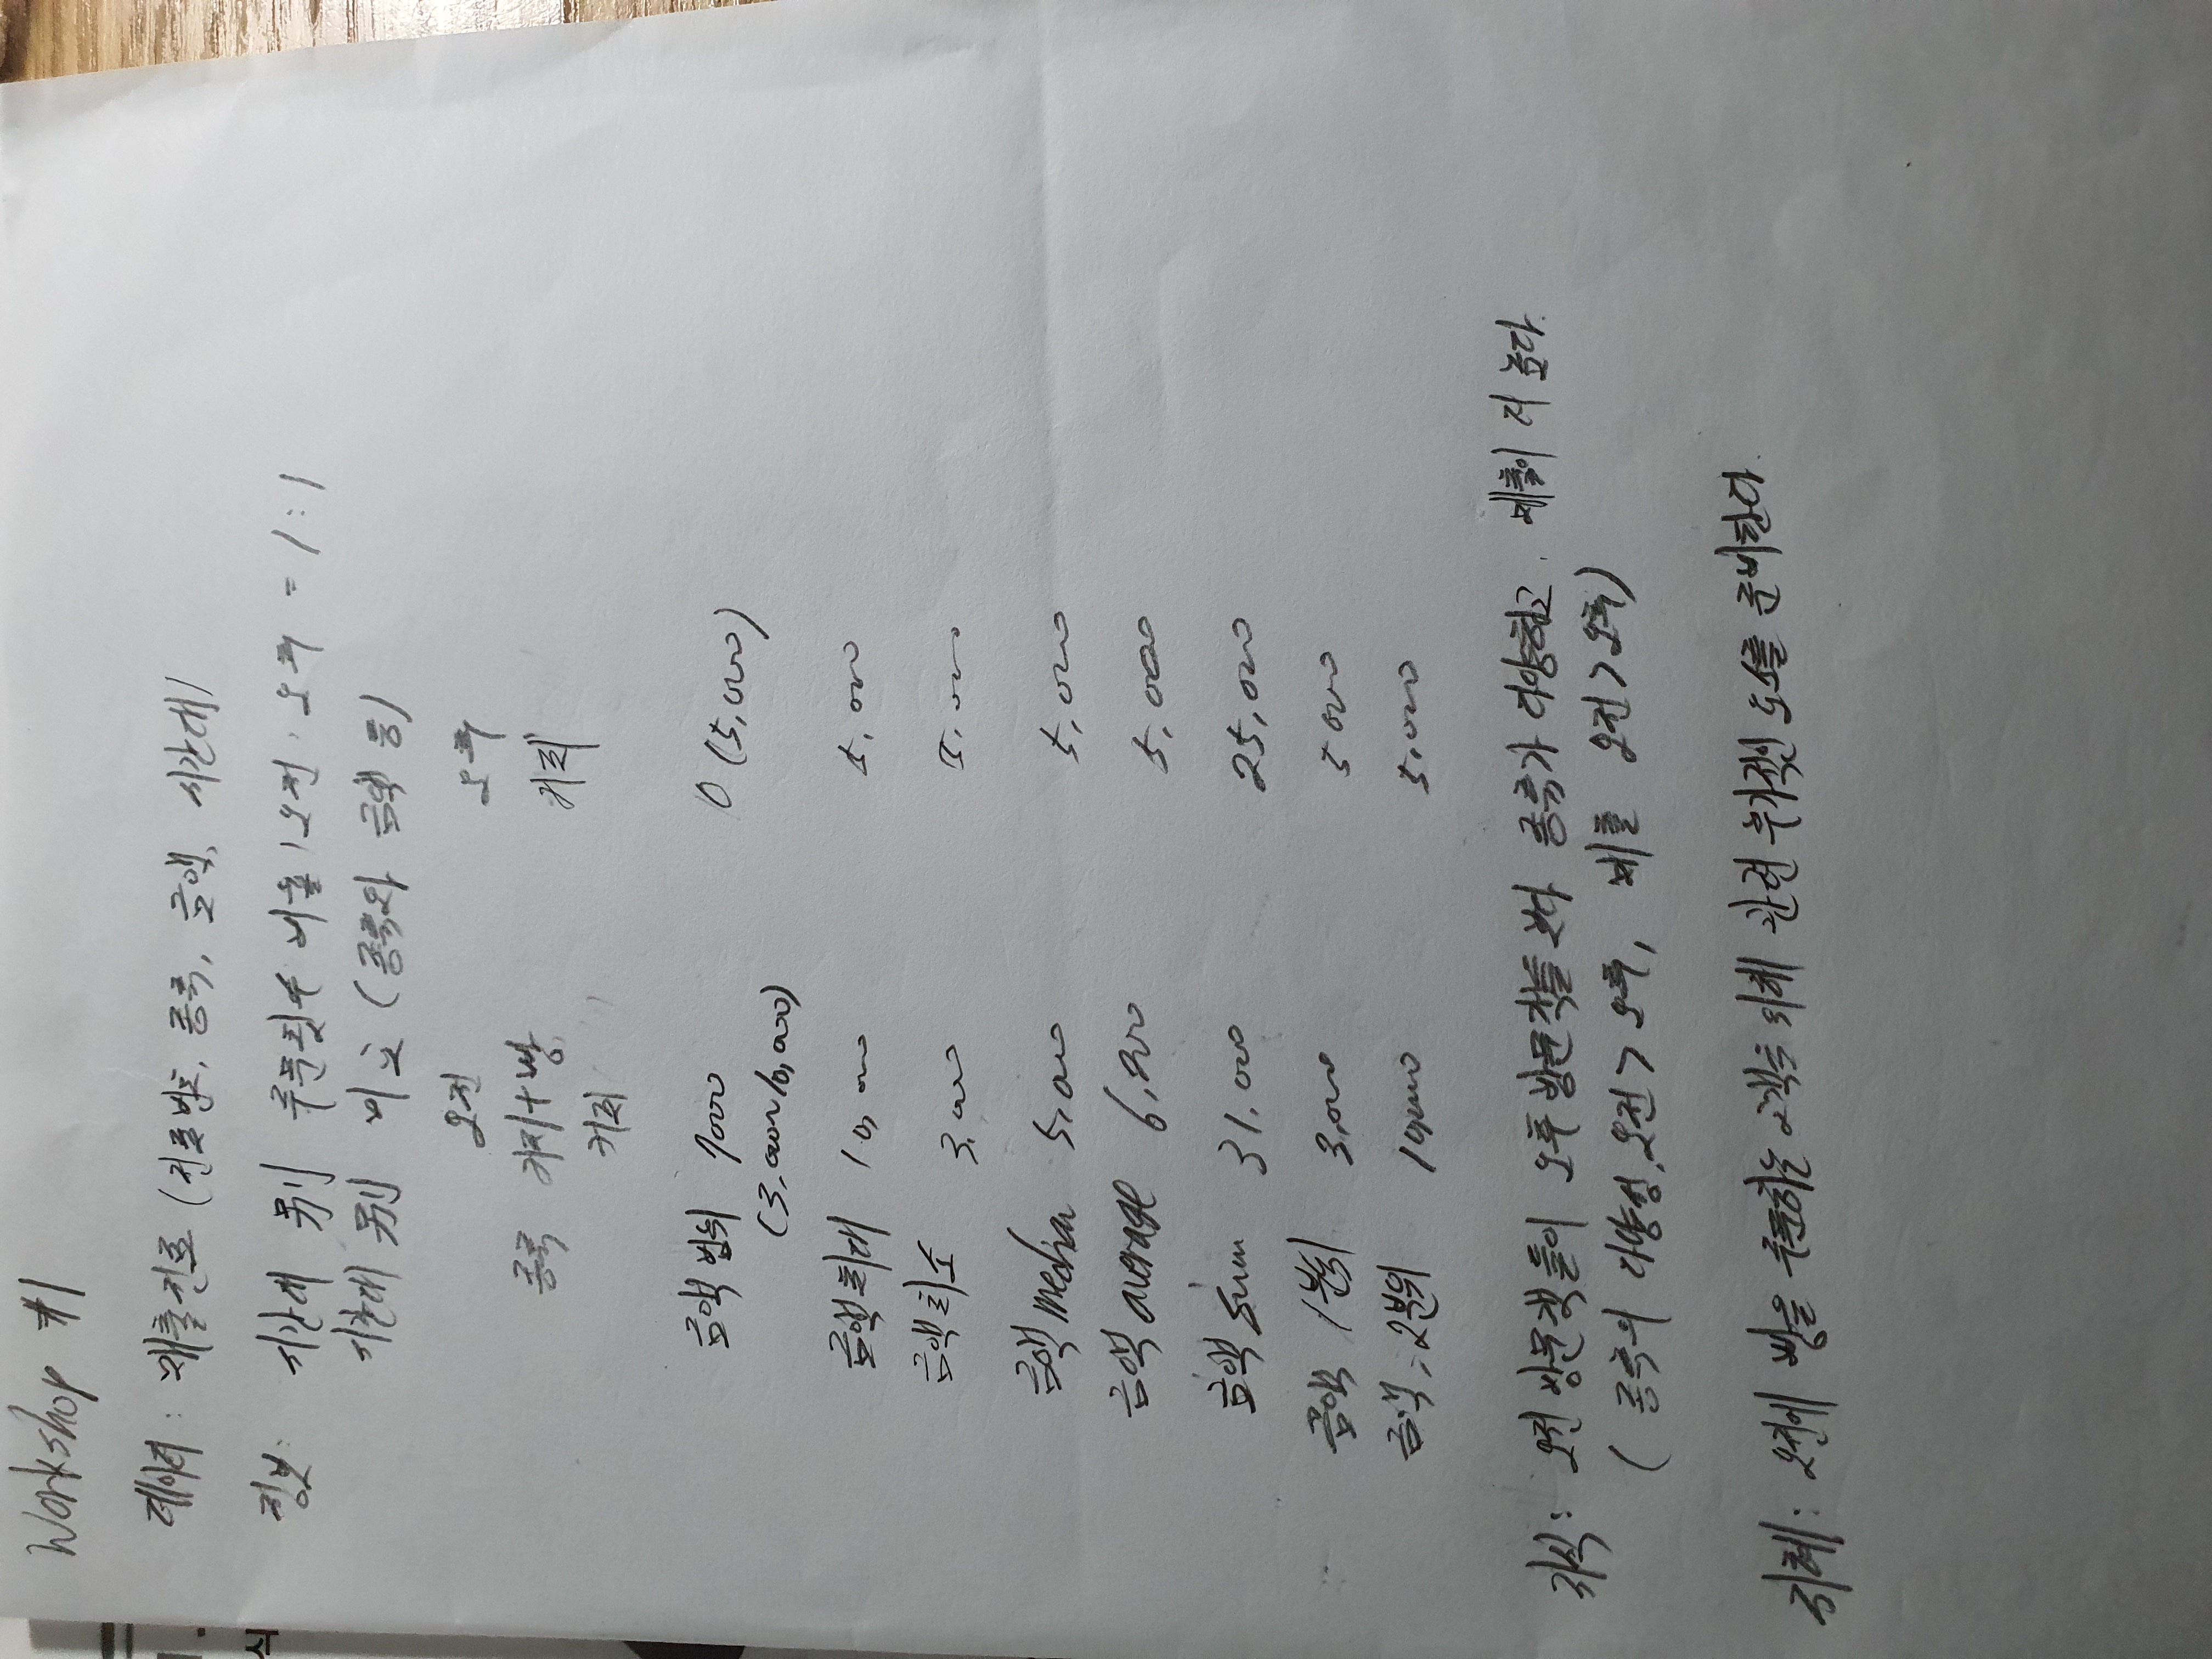 Workshop #1
데이터 : 매출전표 (전표번호, 종류, 금액, 시간대)
정보: 시간대 別 주문횟수 비율 오전 : 오후 = 1 : 1
시간대 別 비교 (종류와 금액 등)
오전 오후
종류 커피+빵 커피
커피
금액 범위 7000 0 (5,000)
(3,000~10,000)
금액최대 10,000 5,000
금액최소 3,000 5,000
금액 median 5,000 5,000
금액 average 6,200 5,000
금액 sum 31,000 25,000
금액 1분위 3,000 5000
금액 2분위 10,000 5,000
지식 : 오전 방문객들이 오후 방문객들 보다 종류가 다양하고, 매출이 더 높다.
( 종류의 다양성, 오전 > 오후, 매출 오전 > 오후)
지혜 : 오전에 빵을 주문하는 고객을 위해 관련 추가적인 소스를 준비한다.
식